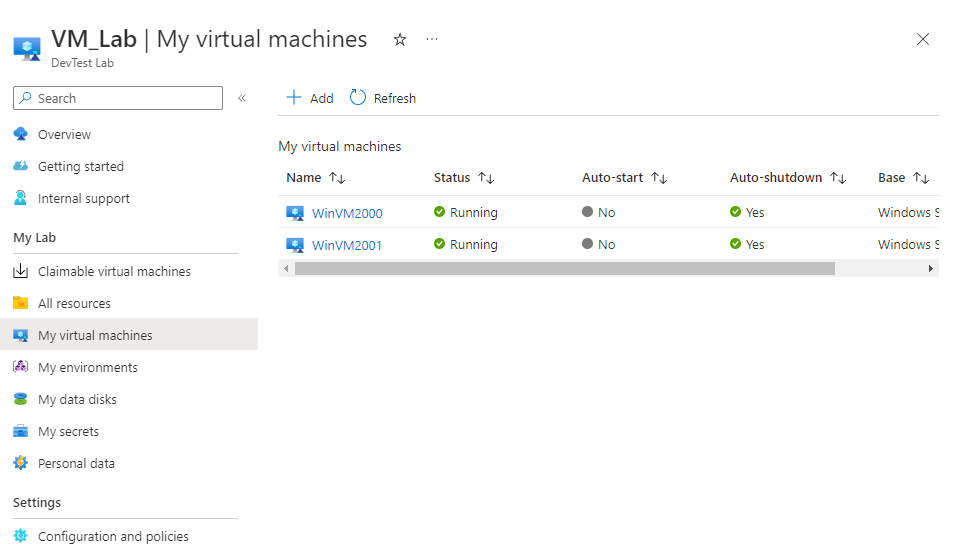 VM_Lab | My virtual machines
DevTest Lab
Search
Overview
Getting started
Internal support
My Lab
Claimable virtual machines
All resources
My virtual machines
My environments
My data disks
My secrets
Personal data
Settings
Configuration and policies
Add Refresh
My virtual machines
Name Status Auto-start Auto-shutdown Base
WinVM2000 Running No Yes Windows S
WinVM2001 Running No Yes Windows S